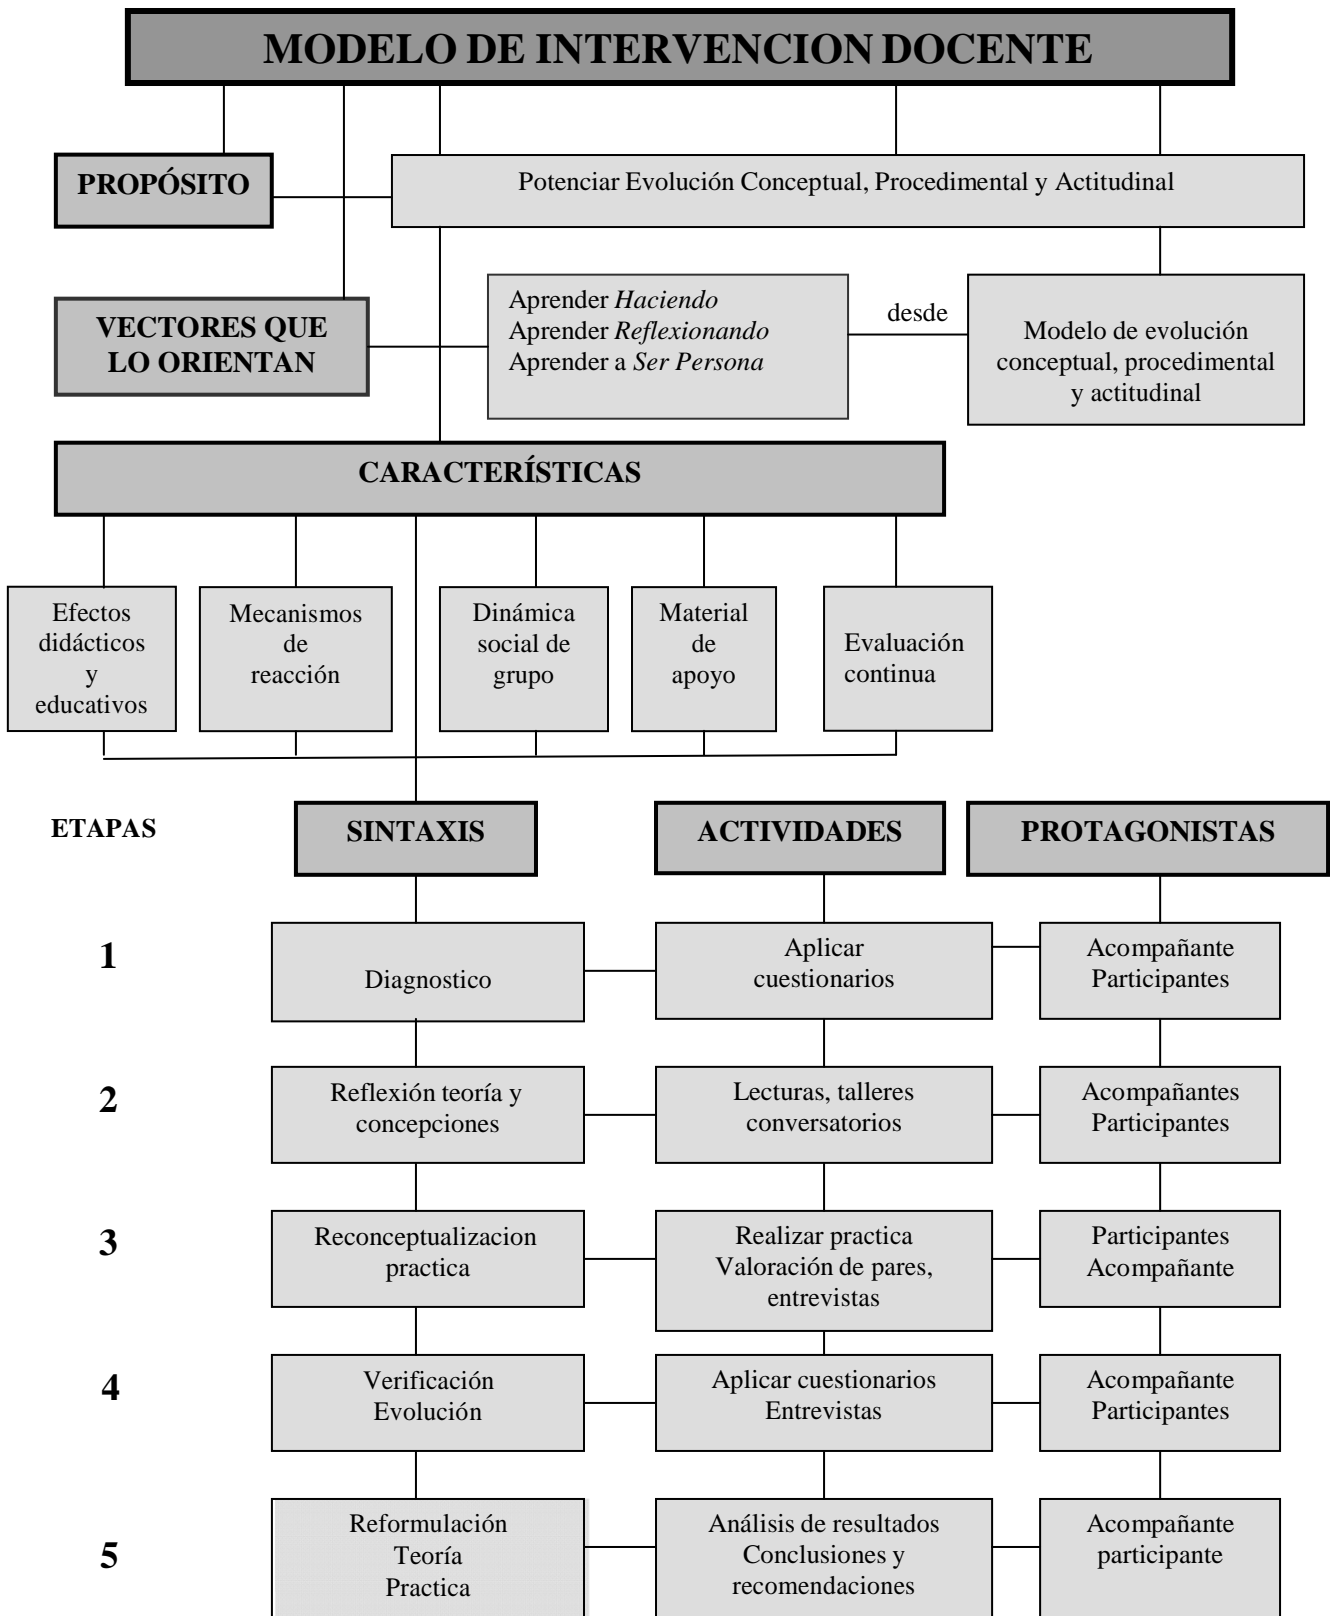 MODELO DE INTERVENCION DOCENTE
PROPÓSITO
Potenciar Evolución Conceptual, Procedimental y Actitudinal
VECTORES QUE
LO ORIENTAN
Aprender Haciendo
Aprender Reflexionando
Aprender a Ser Persona
desde
Modelo de evolución
conceptual, procedimental
y actitudinal
CARACTERÍSTICAS
Efectos
didácticos
y
educativos
Mecanismos
de
reacción
Dinámica
social de
grupo
Material
de
apoyo
Evaluación
continua
ETAPAS
SINTAXIS
ACTIVIDADES
PROTAGONISTAS
1
Diagnostico
Aplicar
cuestionarios
Acompañante
Participantes
2
Reflexión teoría y
concepciones
Lecturas, talleres
conversatorios
Acompañantes
Participantes
3
Reconceptualizacion
practica
Realizar practica
Valoración de pares,
entrevistas
Participantes
Acompañante
4
Verificación
Evolución
Aplicar cuestionarios
Entrevistas
Acompañante
Participantes
5
Reformulación
Teoría
Practica
Análisis de resultados
Conclusiones y
recomendaciones
Acompañante
participante